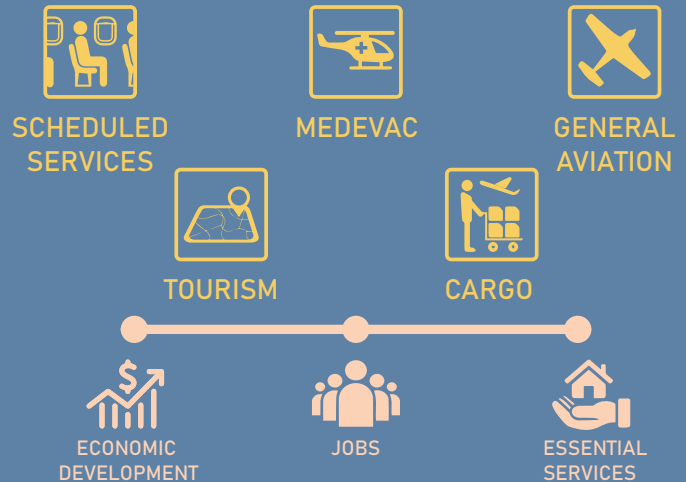 SCHEDULED
SERVICES
MEDEVAC
GENERAL
AVIATION
TOURISM
CARGO
$
ECONOMIC
DEVELOPMENT
JOBS
ESSENTIAL
SERVICES